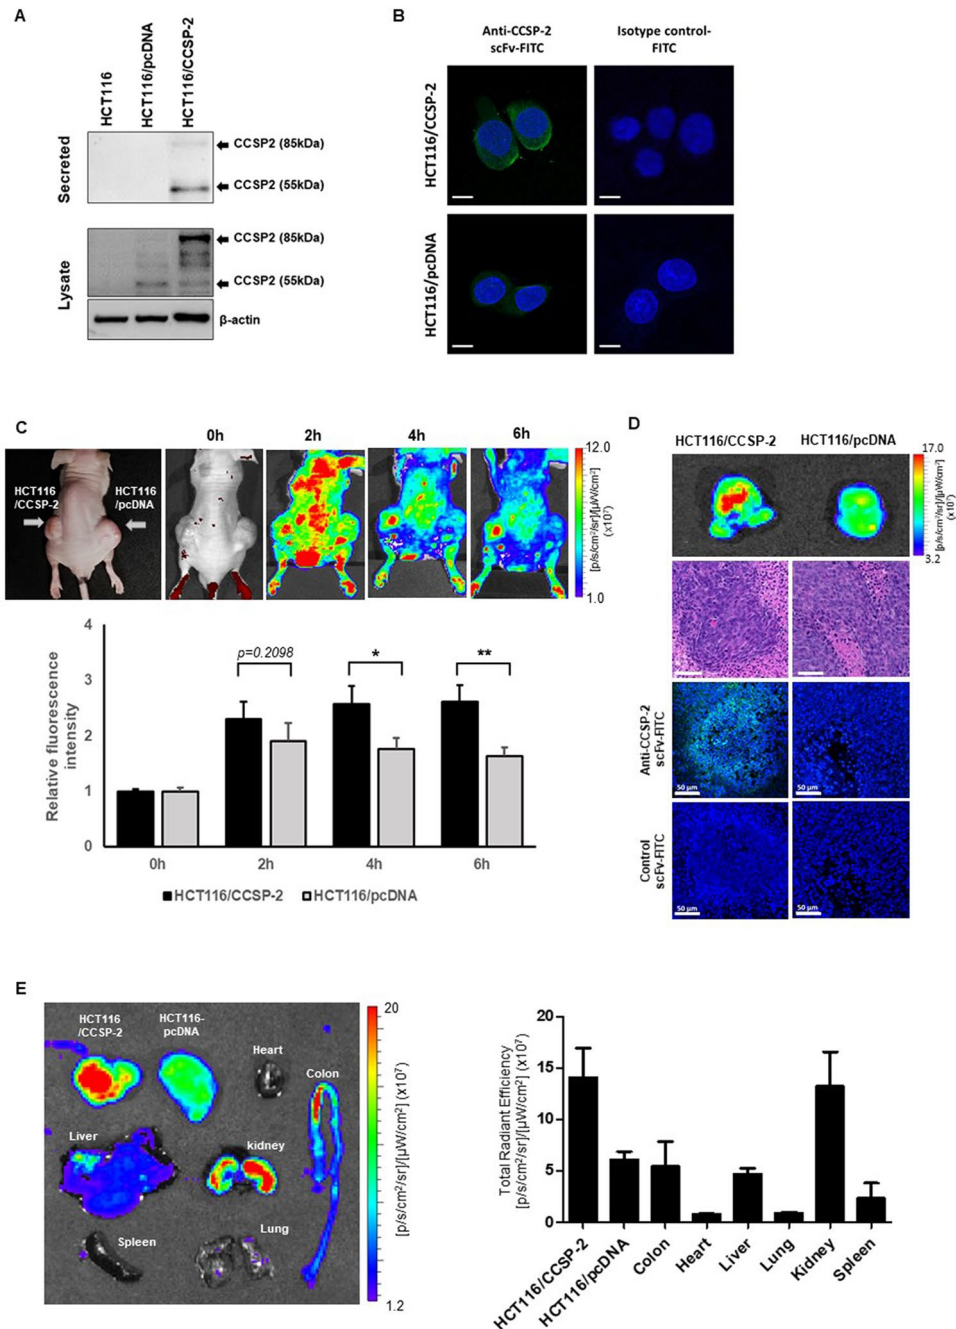 A
HCT116
HCT116/pcDNA
HCT116/CCSP-2
Secreted
CCSP2 (85kDa)
CCSP2 (55kDa)
Lysate
CCSP2 (85kDa)
CCSP2 (55kDa)
β-actin
B
Anti-CCSP-2
scFv-FITC
Isotype control-
FITC
HCT116/CCSP-2
HCT116/pcDNA
C
0h
2h
4h
6h
HCT116
/CCSP-2
HCT116
/pcDNA
12.0
[p/s/cm²/sr]/[μW/cm²]
(x10⁷)
1.0
Relative fluorescence
intensity
4
3
2
1
0
p=0.2098
*
**
0h
2h
4h
6h
HCT116/CCSP-2
HCT116/pcDNA
D
HCT116/CCSP-2
HCT116/pcDNA
17.0
[p/s/cm²/sr]/[μW/cm²]
(x10⁷)
3.2
Anti-CCSP-2
scFv-FITC
50 μm
50 μm
Control
scFv-FITC
50 μm
50 μm
E
HCT116
/CCSP-2
HCT116-
pcDNA
Heart
Colon
Liver
kidney
Spleen
Lung
20
[p/s/cm²/sr]/[μW/cm²] (x10⁷)
1.2
Total Radiant Efficiency
[p/s/cm²/sr]/[μW/cm²] (x10⁷)
20
15
10
5
0
HCT116/CCSP-2
HCT116/pcDNA
Colon
Heart
Liver
Lung
Kidney
Spleen